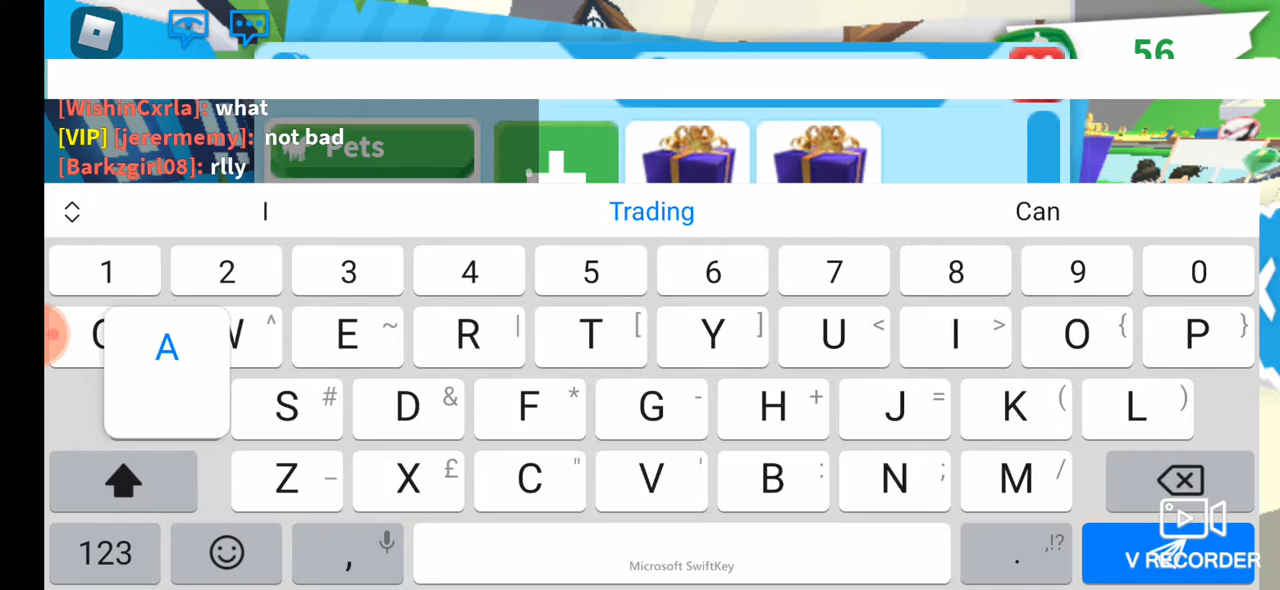 56
[WishinCxrla]: what
[VIP] [jerermemy]: not bad
[Barkzgirl08]: rlly
Pets
I Trading Can
1 2 3 4 5 6 7 8 9 0
A W ^ E ~ R | T [ Y ] U < I > O { P }
S # D & F * G - H + J = K ( L )
Z _ X £ C " V ' B : N ; M /
123 , . ,!?
Microsoft SwiftKey
V RECORDER